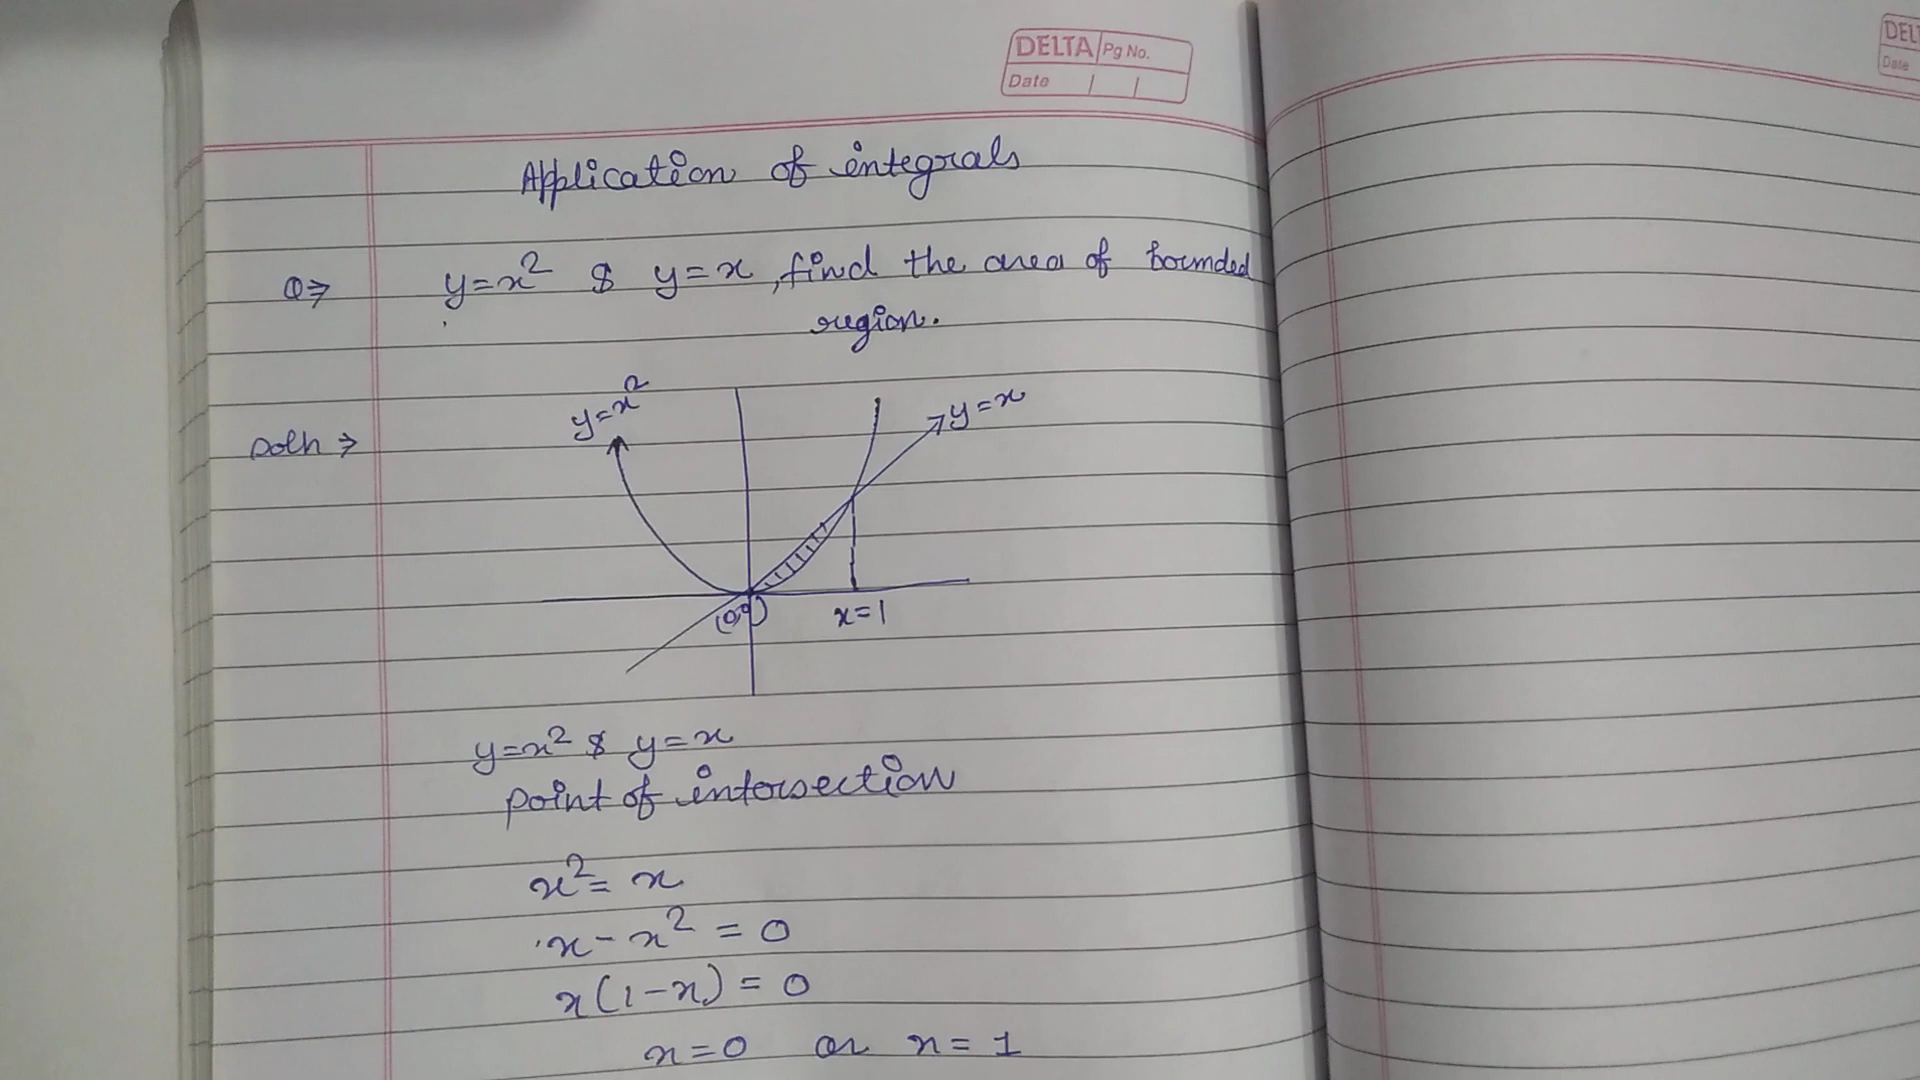 DELTA Pg No.
Date
DEL
Date
Application of integrals
Q⇒ y=x² & y=x, find the area of bounded
region.
Soln ⇒
y=x²
y=x
(0,0)
x=1
y=x² & y=x
point of intersection
x²= x
x-x² = 0
x(1-x) = 0
x=0 or x= 1